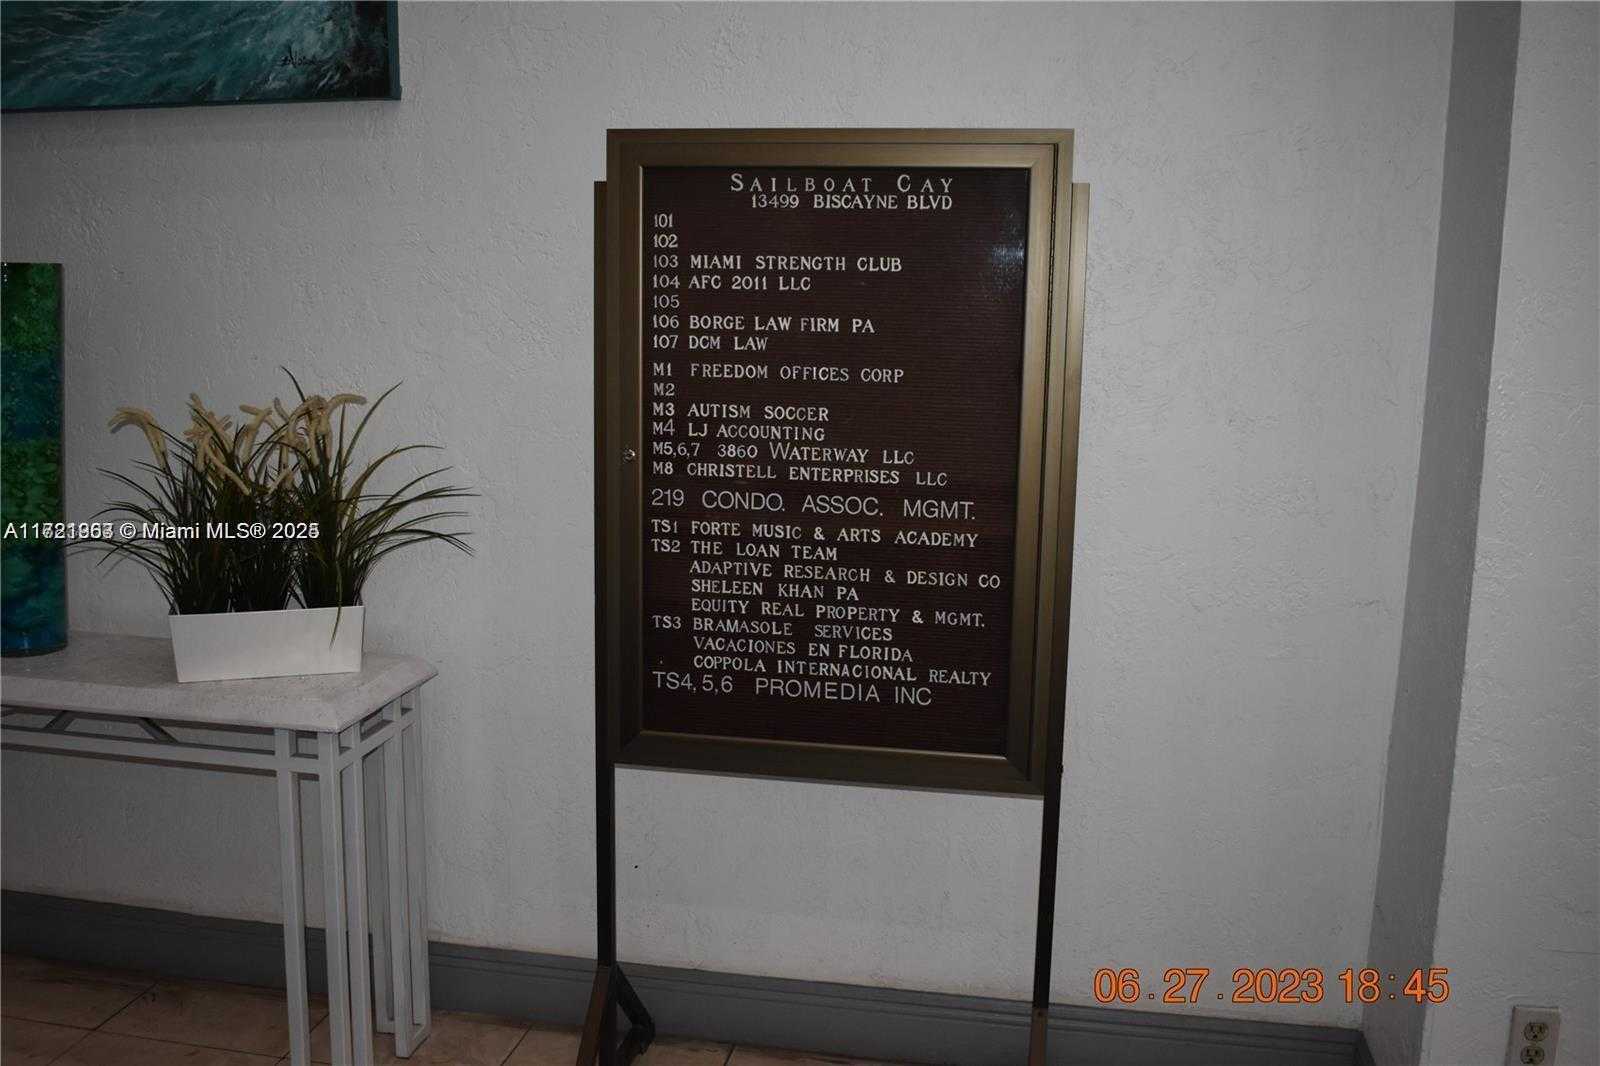 SAILBOAT CAY
13499 BISCAYNE BLVD
101
102
103 MIAMI STRENGTH CLUB
104 AFC 2011 LLC
105
106 BORGE LAW FIRM PA
107 DCM LAW
M1 FREEDOM OFFICES CORP
M2
M3 AUTISM SOCCER
M4 LJ ACCOUNTING
M5,6,7 3860 WATERWAY LLC
M8 CHRISTELL ENTERPRISES LLC
219 CONDO. ASSOC. MGMT.
TS1 FORTE MUSIC & ARTS ACADEMY
TS2 THE LOAN TEAM
ADAPTIVE RESEARCH & DESIGN CO
SHELEEN KHAN PA
EQUITY REAL PROPERTY & MGMT.
TS3 BRAMASOLE SERVICES
VACACIONES EN FLORIDA
COPPOLA INTERNACIONAL REALTY
TS4, 5, 6 PROMEDIA INC
© Miami MLS®
06.27.2023 18:45